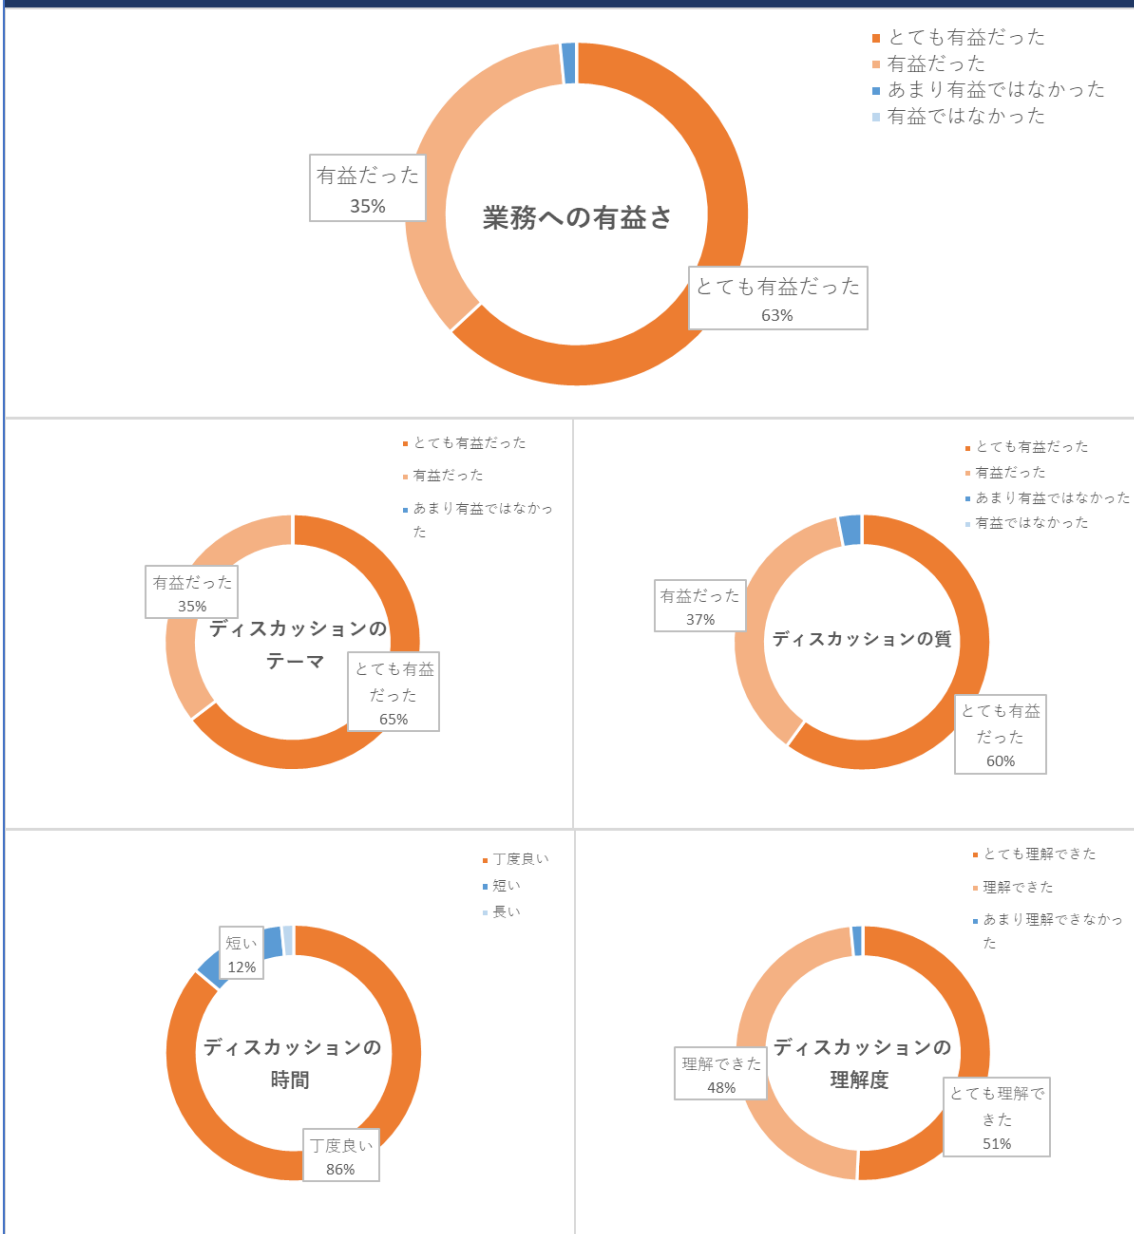 とても有益だった
有益だった
あまり有益ではなかった
有益ではなかった
有益だった
35%
業務への有益さ
とても有益だった
63%
とても有益だった
有益だった
あまり有益ではなかっ
た
有益だった
35%
ディスカッションの
テーマ
とても有益
だった
65%
とても有益だった
有益だった
あまり有益ではなかった
有益ではなかった
有益だった
37%
ディスカッションの質
とても有益
だった
60%
丁度良い
短い
長い
短い
12%
ディスカッションの
時間
丁度良い
86%
とても理解できた
理解できた
あまり理解できなかっ
た
理解できた
48%
ディスカッションの
理解度
とても理解で
きた
51%